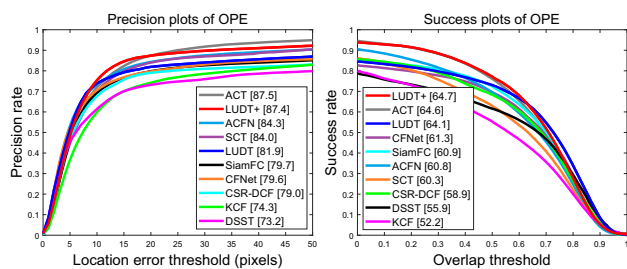 Precision plots of OPE
Precision rate
1
0.9
0.8
0.7
0.6
0.5
0.4
0.3
0.2
0.1
0
ACT [87.5]
LUDT+ [87.4]
ACFN [84.3]
SCT [84.0]
LUDT [81.9]
SiamFC [79.7]
CFNet [79.6]
CSR-DCF [79.0]
KCF [74.3]
DSST [73.2]
0 5 10 15 20 25 30 35 40 45 50
Location error threshold (pixels)
Success plots of OPE
Success rate
1
0.9
0.8
0.7
0.6
0.5
0.4
0.3
0.2
0.1
0
LUDT+ [64.7]
ACT [64.6]
LUDT [64.1]
CFNet [61.3]
SiamFC [60.9]
ACFN [60.8]
SCT [60.3]
CSR-DCF [58.9]
DSST [55.9]
KCF [52.2]
0 0.1 0.2 0.3 0.4 0.5 0.6 0.7 0.8 0.9 1
Overlap threshold